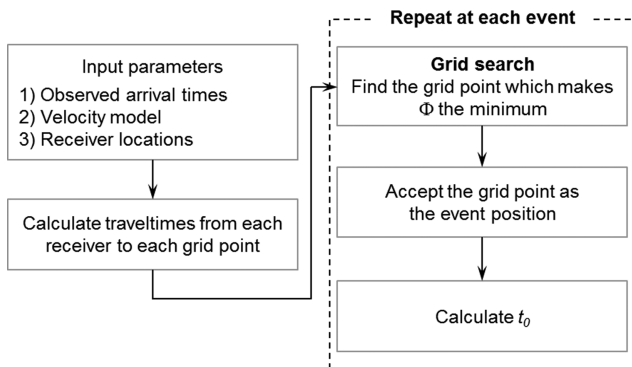 Input parameters
1) Observed arrival times
2) Velocity model
3) Receiver locations
Calculate traveltimes from each
receiver to each grid point
Repeat at each event
Grid search
Find the grid point which makes
Φ the minimum
Accept the grid point as
the event position
Calculate t₀